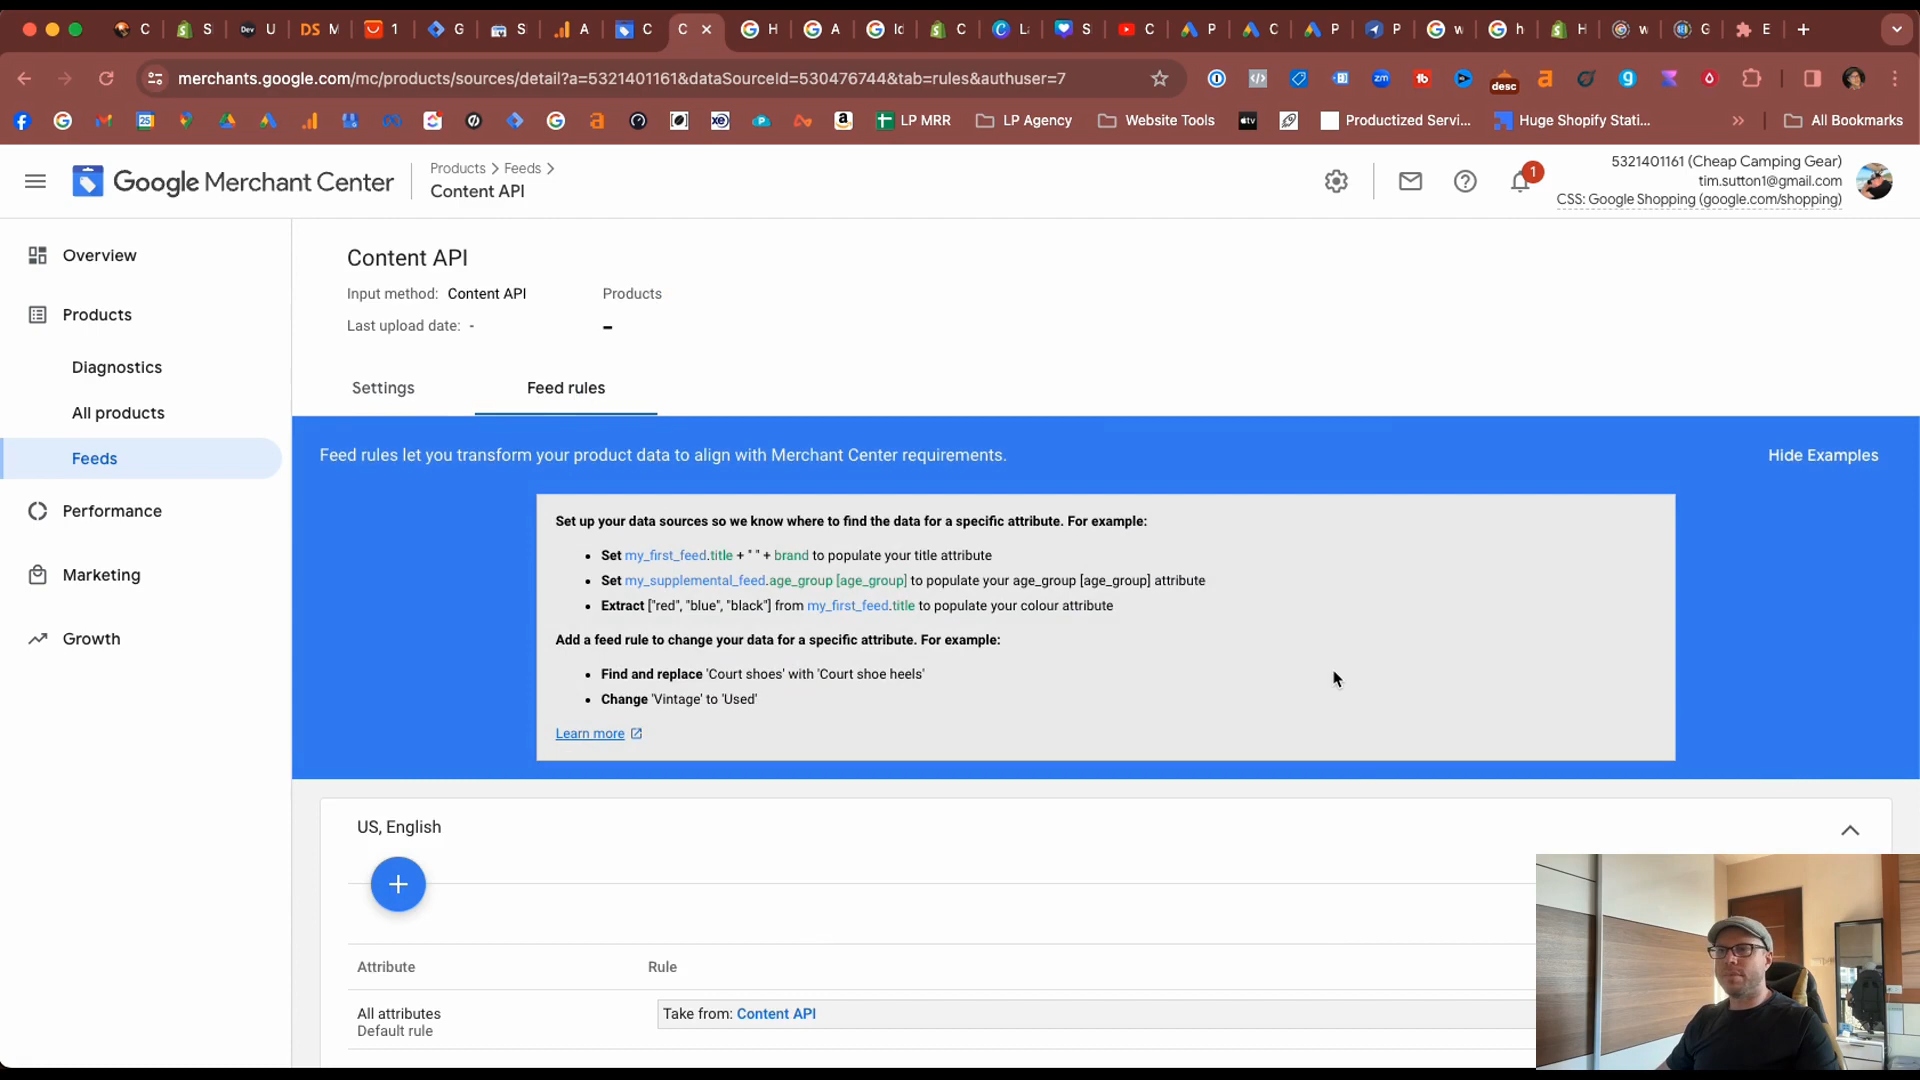 C
S
U
DS M
1
G
S
A
C
C
H
A
Id
C
La
S
C
P
C
P
P
w
h
H
w
G
E
merchants.google.com/mc/products/sources/detail?a=5321401161&dataSourceId=530476744&tab=rules&authuser=7
desc
LP MRR
LP Agency
Website Tools
Productized Servi...
Huge Shopify Stati...
All Bookmarks
Google Merchant Center
Products
Feeds
Content API
1
5321401161 (Cheap Camping Gear)
tim.sutton1@gmail.com
CSS: Google Shopping (google.com/shopping)
Overview
Products
Diagnostics
All products
Feeds
Performance
Marketing
Growth
Content API
Input method: Content API
Products
Last upload date: -
–
Settings
Feed rules
Feed rules let you transform your product data to align with Merchant Center requirements.
Hide Examples
Set up your data sources so we know where to find the data for a specific attribute. For example:
• Set my_first_feed.title + " " + brand to populate your title attribute
• Set my_supplemental_feed.age_group [age_group] to populate your age_group [age_group] attribute
• Extract ["red", "blue", "black"] from my_first_feed.title to populate your colour attribute
Add a feed rule to change your data for a specific attribute. For example:
• Find and replace 'Court shoes' with 'Court shoe heels'
• Change 'Vintage' to 'Used'
Learn more
US, English
Attribute
Rule
All attributes
Default rule
Take from: Content API